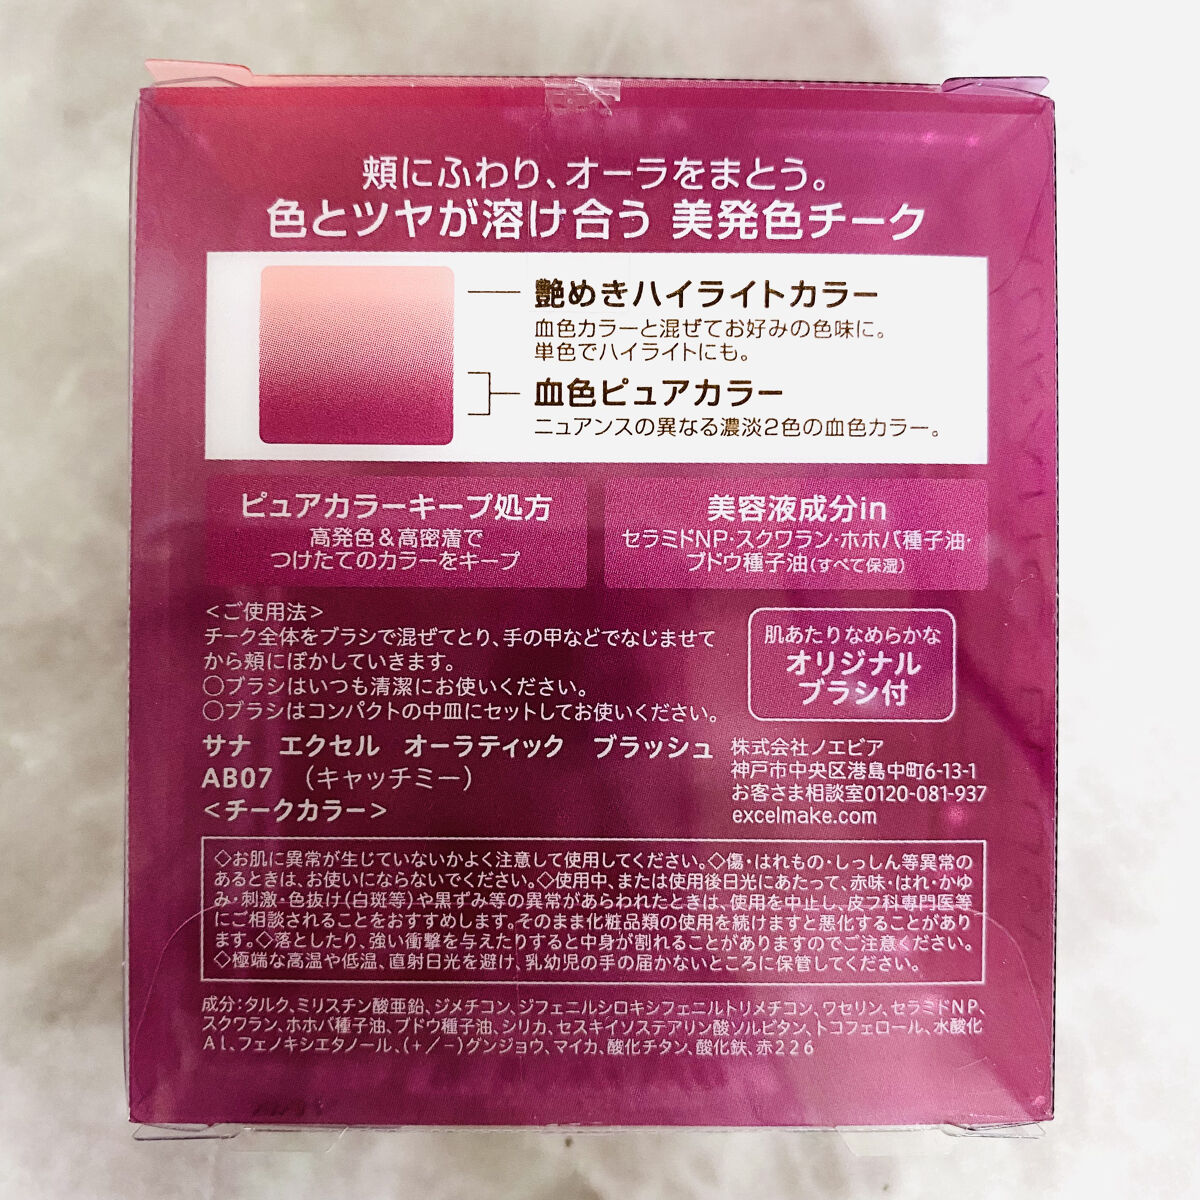 頬にふわり、オーラをまとう。
色とツヤが溶け合う 美発色チーク
艶めきハイライトカラー
血色カラーと混ぜてお好みの色味に。
単色でハイライトにも。
血色ピュアカラー
ニュアンスの異なる濃淡2色の血色カラー。
ピュアカラーキープ処方
高発色&高密着で
つけたてのカラーをキープ
美容液成分in
セラミドNP・スクワラン・ホホバ種子油・
ブドウ種子油(すべて保湿)
<ご使用法>
チーク全体をブラシで混ぜてとり、手の甲などでなじませて
から頬にぼかしていきます。
○ブラシはいつも清潔にお使いください。
○ブラシはコンパクトの中皿にセットしてお使いください。
肌あたりなめらかな
オリジナル
ブラシ付
サナ エクセル オーラティック ブラッシュ
AB07 (キャッチミー)
<チークカラー>
株式会社ノエビア
神戸市中央区港島中町6-13-1
お客さま相談室0120-081-937
excelmake.com
◇お肌に異常が生じていないかよく注意して使用してください。◇傷・はれもの・しっしん等異常の
あるときは、お使いにならないでください。◇使用中、または使用後日光にあたって、赤味・はれ・かゆ
み・刺激・色抜け(白斑等)や黒ずみ等の異常があらわれたときは、使用を中止し、皮フ科専門医等
にご相談されることをおすすめします。そのまま化粧品類の使用を続けますと悪化することがあり
ます。◇落としたり、強い衝撃を与えたりすると中身が割れることがありますのでご注意ください。
◇極端な高温や低温、直射日光を避け、乳幼児の手の届かないところに保管してください。
成分:タルク、ミリスチン酸亜鉛、ジメチコン、ジフェニルシロキシフェニルトリメチコン、ワセリン、セラミドNP、
スクワラン、ホホバ種子油、ブドウ種子油、シリカ、セスキイソステアリン酸ソルビタン、トコフェロール、水酸化
Al、フェノキシエタノール、(+/-)グンジョウ、マイカ、酸化チタン、酸化鉄、赤226